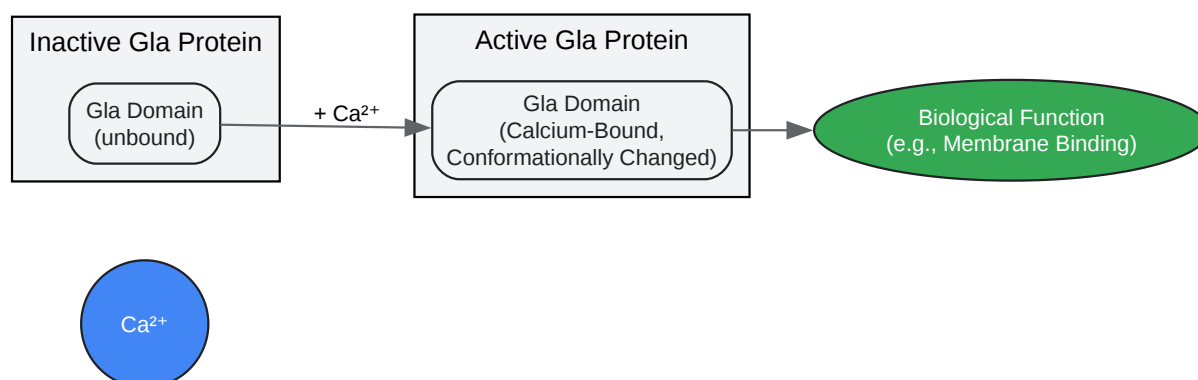 Inactive Gla Protein
Gla Domain
(unbound)
+ Ca²⁺
Active Gla Protein
Gla Domain
(Calcium-Bound,
Conformationally Changed)
Biological Function
(e.g., Membrane Binding)
Ca²⁺